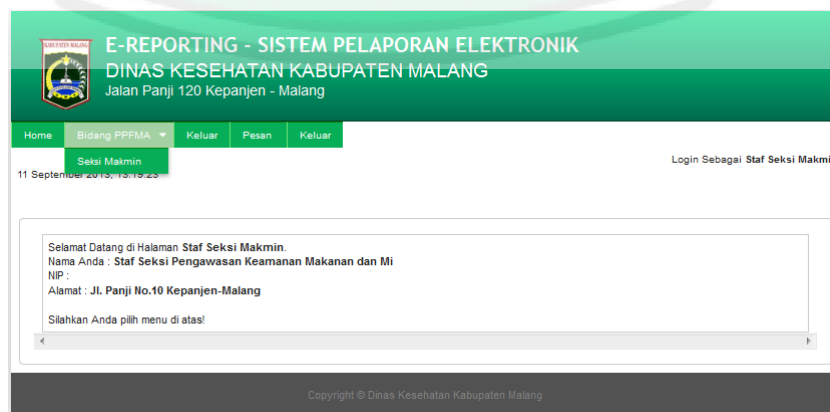 KABUPATEN MALANG
E-REPORTING - SISTEM PELAPORAN ELEKTRONIK
DINAS KESEHATAN KABUPATEN MALANG
Jalan Panji 120 Kepanjen - Malang
Home Bidang PPFMA Keluar Pesan Keluar
Seksi Makmin
Login Sebagai Staf Seksi Makmi
11 September 2013, 13:19:23
Selamat Datang di Halaman Staf Seksi Makmin.
Nama Anda : Staf Seksi Pengawasan Keamanan Makanan dan Mi
NIP :
Alamat : Jl. Panji No.10 Kepanjen-Malang
Silahkan Anda pilih menu di atas!
Copyright © Dinas Kesehatan Kabupaten Malang